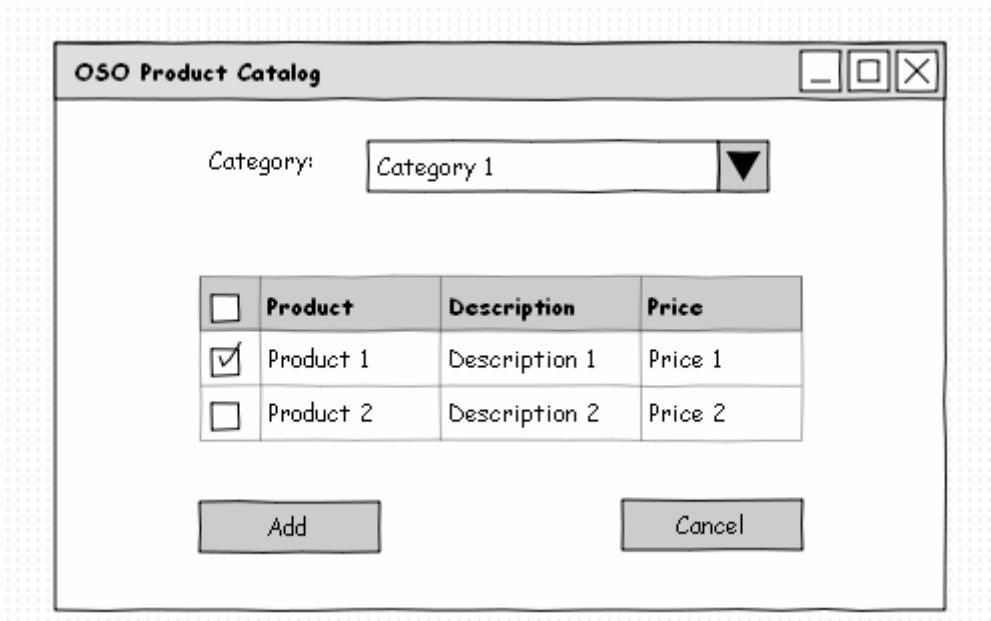 OSO Product Catalog
Category: Category 1
Product Description Price
Product 1 Description 1 Price 1
Product 2 Description 2 Price 2
Add Cancel